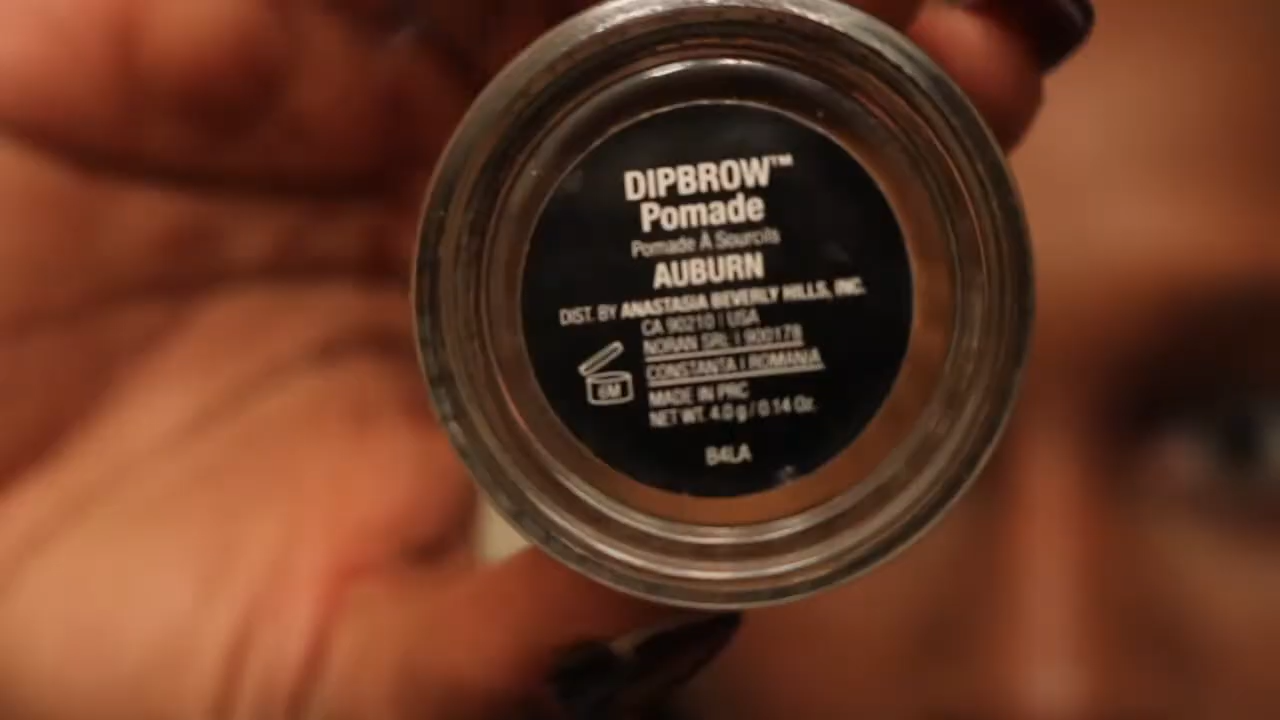 DIPBROW™
Pomade
Pomade À Sourcils
AUBURN
DIST. BY ANASTASIA BEVERLY HILLS, INC.
CA 90210 | USA
NORAN SRL | 900178
CONSTANTA | ROMANIA
6M
MADE IN PRC
NET WT. 4.0 g / 0.14 Oz.
B4LA